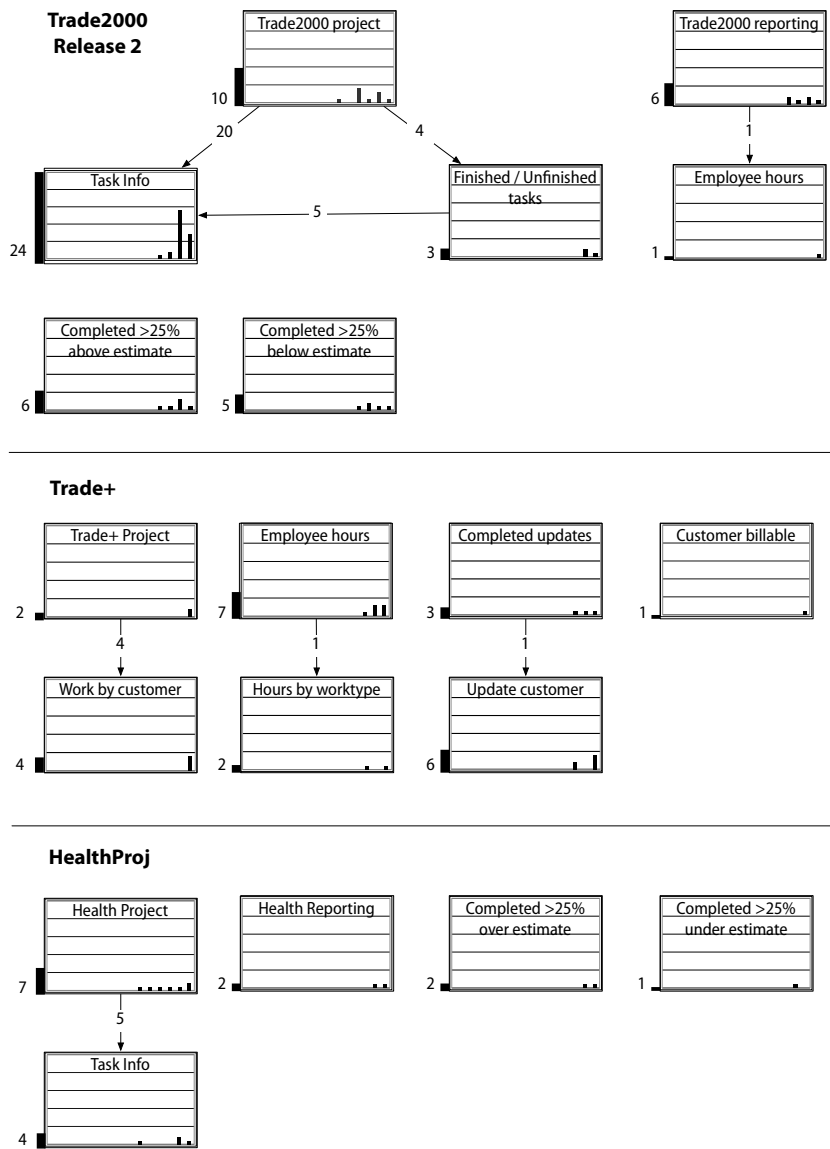 Trade2000
Release 2
Trade2000 project
Trade2000 reporting
10
6
20
4
1
Task Info
Finished / Unfinished
tasks
Employee hours
5
24
3
1
Completed >25%
above estimate
Completed >25%
below estimate
6
5
Trade+
Trade+ Project
Employee hours
Completed updates
Customer billable
2
7
3
1
4
1
1
Work by customer
Hours by worktype
Update customer
4
2
6
HealthProj
Health Project
Health Reporting
Completed >25%
over estimate
Completed >25%
under estimate
7
2
2
1
5
Task Info
4